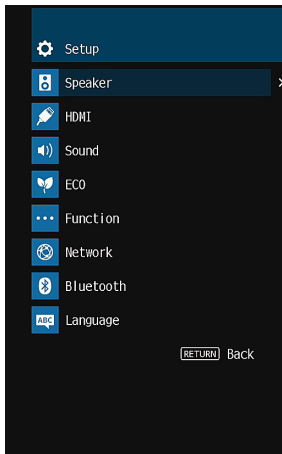 Setup
Speaker
HDMI
Sound
ECO
Function
Network
Bluetooth
ABC Language
RETURN Back